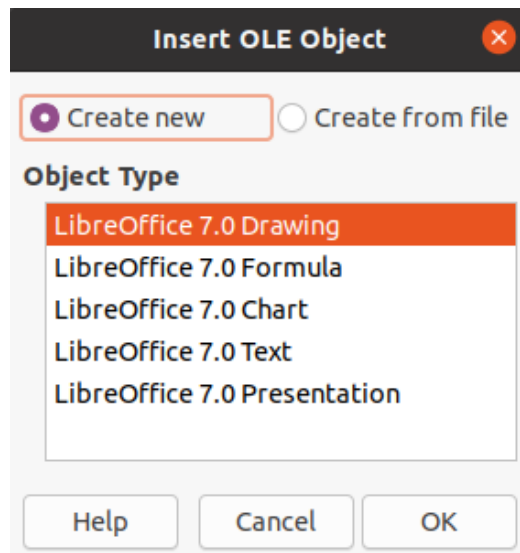 Insert OLE Object
Create new Create from file
Object Type
LibreOffice 7.0 Drawing
LibreOffice 7.0 Formula
LibreOffice 7.0 Chart
LibreOffice 7.0 Text
LibreOffice 7.0 Presentation
Help Cancel OK